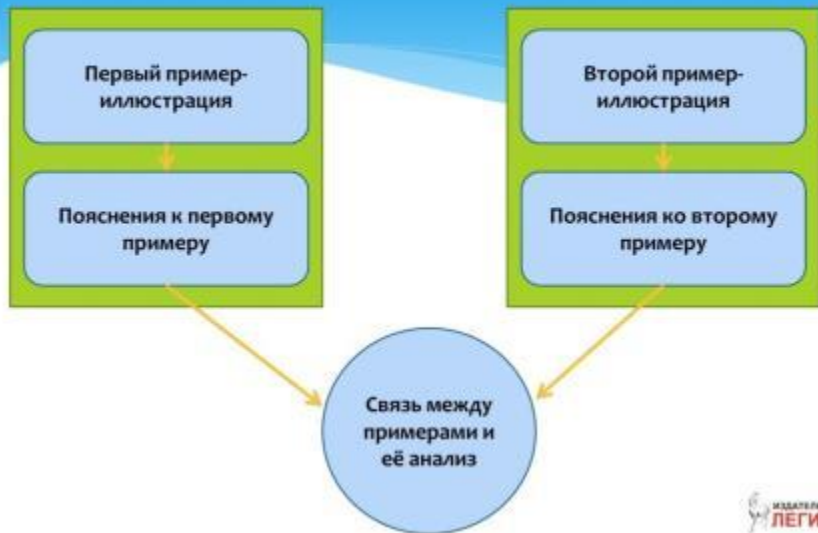 Первый пример-
иллюстрация
Второй пример-
иллюстрация
Пояснения к первому
примеру
Пояснения ко второму
примеру
Связь между
примерами и
её анализ